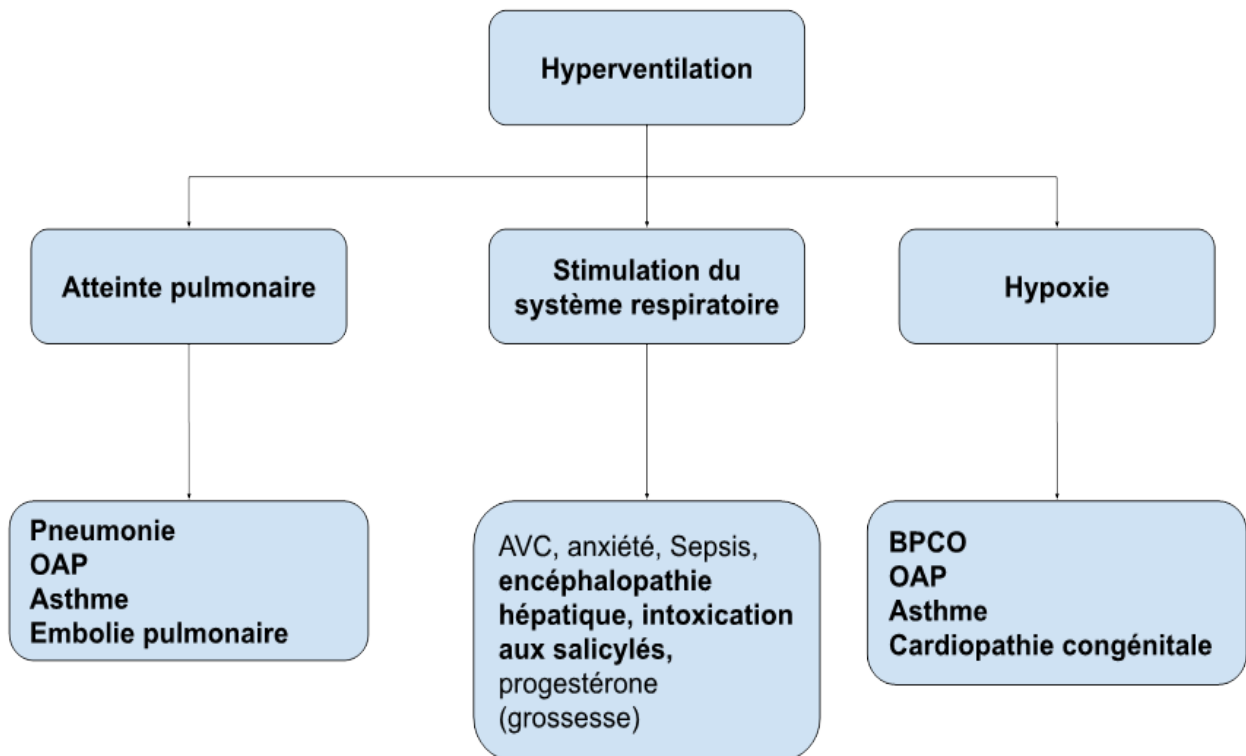 Hyperventilation
Atteinte pulmonaire
Stimulation du
système respiratoire
Hypoxie
Pneumonie
OAP
Asthme
Embolie pulmonaire
AVC, anxiété, Sepsis,
encéphalopathie
hépatique, intoxication
aux salicylés,
progestérone
(grossesse)
BPCO
OAP
Asthme
Cardiopathie congénitale